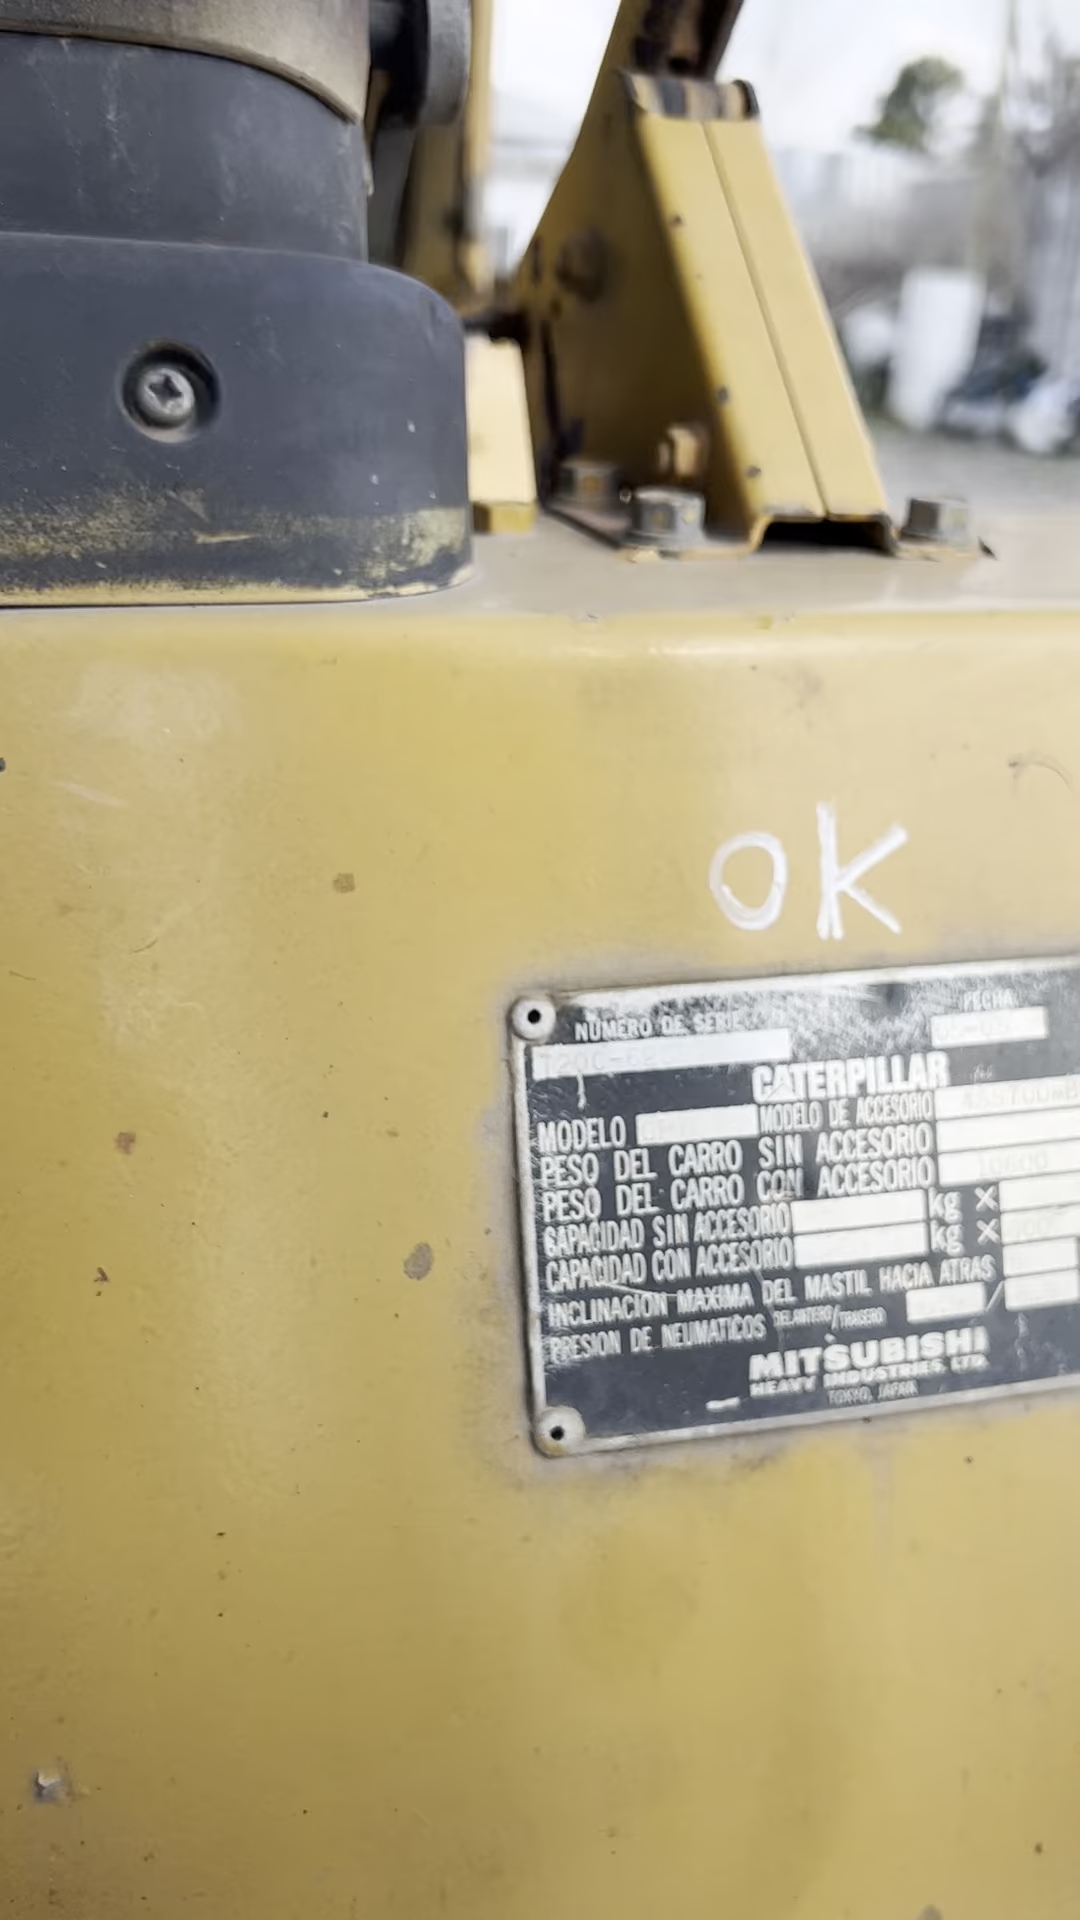 OK
NUMERO DE SERIE
FECHA
CATERPILLAR
MODELO
MODELO DE ACCESORIO
PESO DEL CARRO SIN ACCESORIO
PESO DEL CARRO CON ACCESORIO 10600
CAPACIDAD SIN ACCESORIO kg X
CAPACIDAD CON ACCESORIO kg X
INCLINACION MAXIMA DEL MASTIL HACIA ATRAS
PRESION DE NEUMATICOS DELANTERO/TRASERO /
MITSUBISHI
HEAVY INDUSTRIES, LTD.
TOKYO, JAPAN